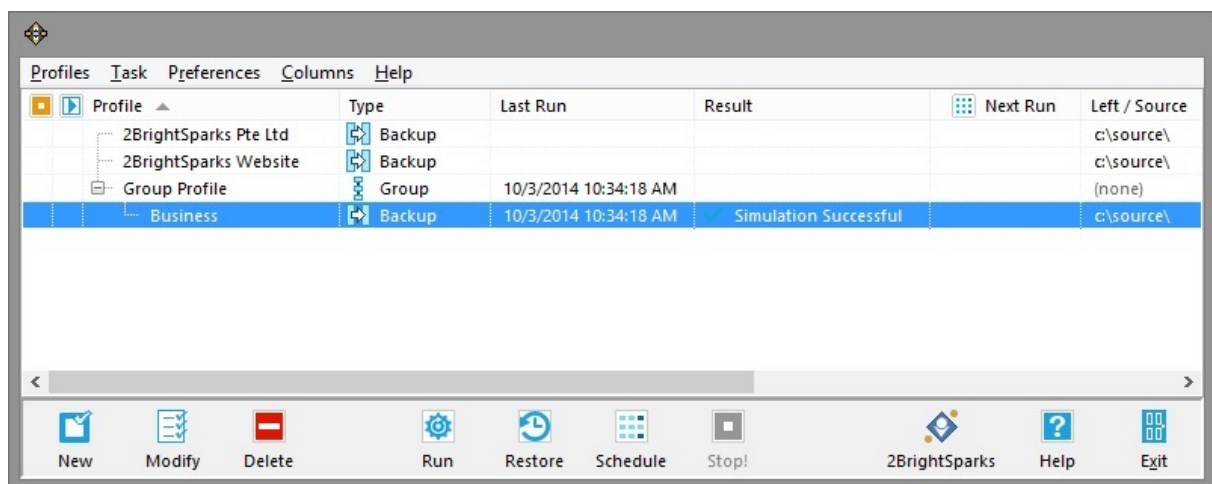 Profiles Task Preferences Columns Help
Profile Type Last Run Result Next Run Left / Source
2BrightSparks Pte Ltd Backup c:\source\
2BrightSparks Website Backup c:\source\
Group Profile Group 10/3/2014 10:34:18 AM (none)
Business Backup 10/3/2014 10:34:18 AM Simulation Successful c:\source\
New Modify Delete Run Restore Schedule Stop! 2BrightSparks Help Exit